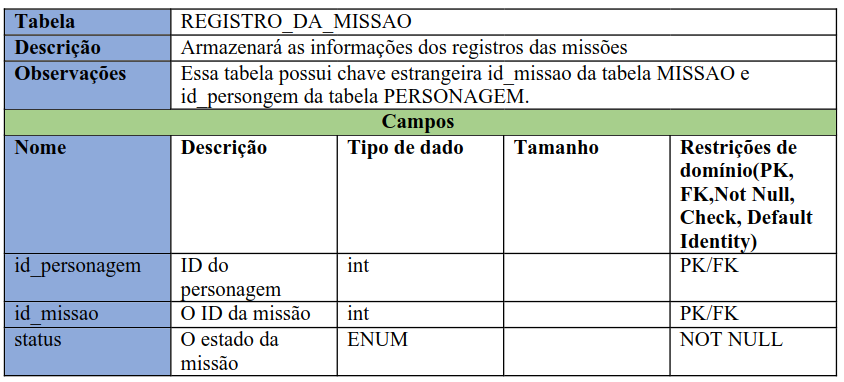 Tabela REGISTRO_DA_MISSAO
Descrição Armazenará as informações dos registros das missões
Observações Essa tabela possui chave estrangeira id_missao da tabela MISSAO e
id_persongem da tabela PERSONAGEM.
Campos
Nome Descrição Tipo de dado Tamanho Restrições de
domínio(PK,
FK,Not Null,
Check, Default
Identity)
id_personagem ID do int PK/FK
personagem
id_missao O ID da missão int PK/FK
status O estado da ENUM NOT NULL
missão